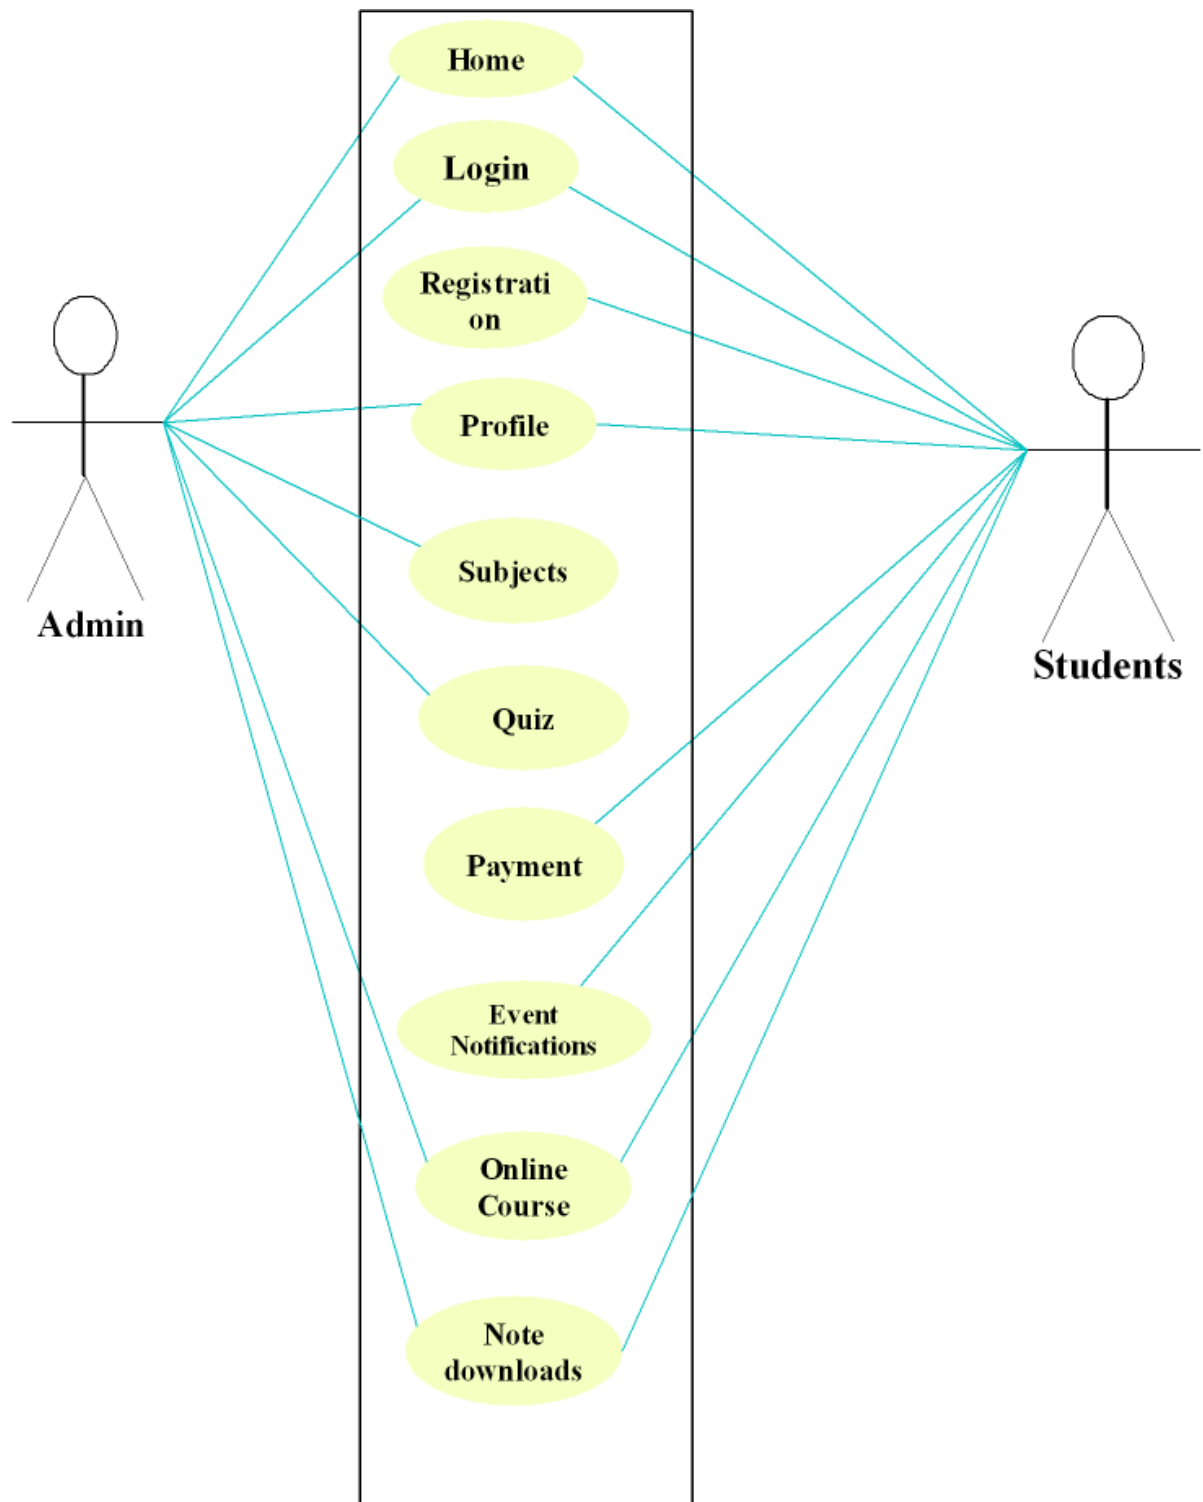 Home
Login
Registrati
on
Profile
Subjects
Admin
Students
Quiz
Payment
Event
Notifications
Online
Course
Note
downloads